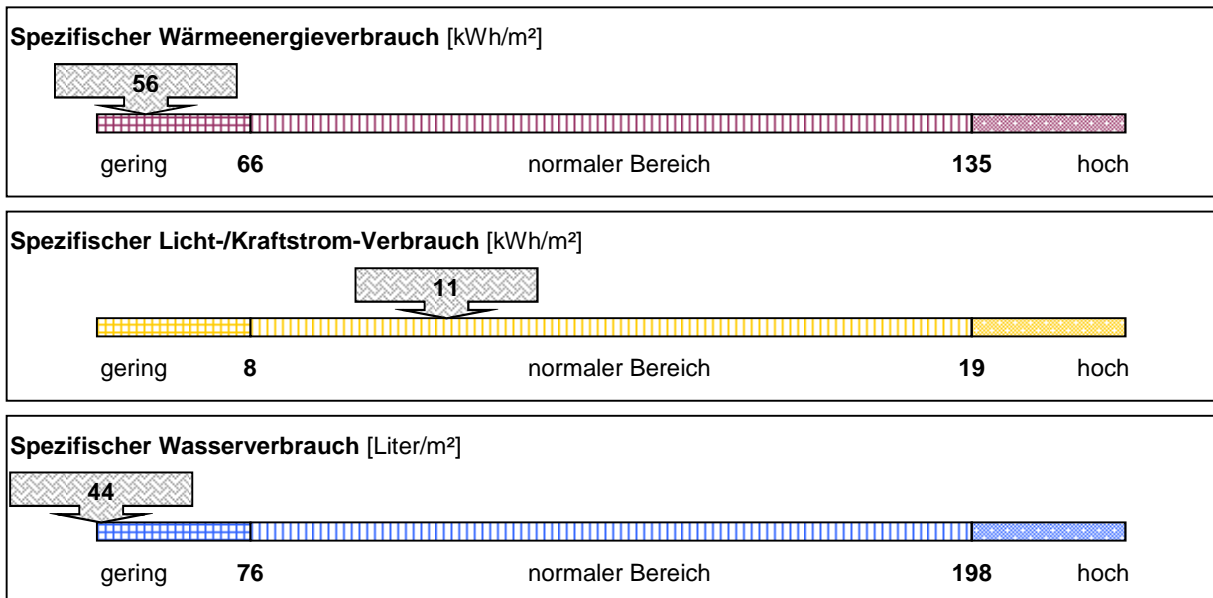 Spezifischer Wärmeenergieverbrauch [kWh/m²]
56
gering 66 normaler Bereich 135 hoch
Spezifischer Licht-/Kraftstrom-Verbrauch [kWh/m²]
11
gering 8 normaler Bereich 19 hoch
Spezifischer Wasserverbrauch [Liter/m²]
44
gering 76 normaler Bereich 198 hoch